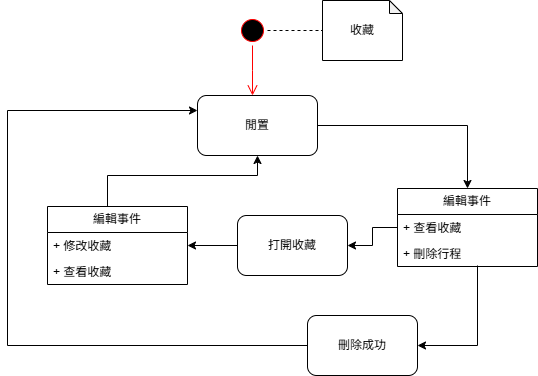 收藏
閒置
編輯事件
+ 查看收藏
+ 刪除行程
打開收藏
編輯事件
+ 修改收藏
+ 查看收藏
刪除成功